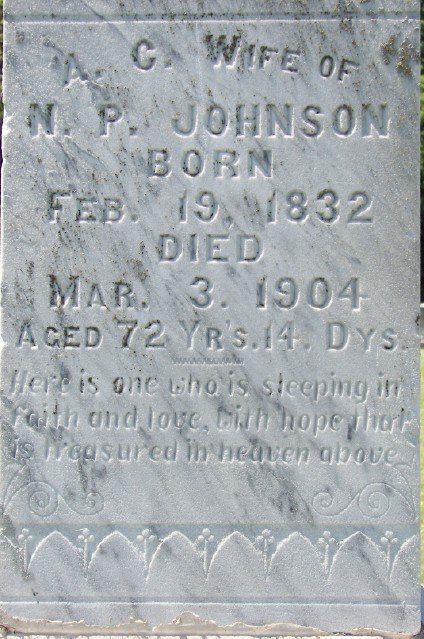 A. C. WIFE OF
N. P. JOHNSON
BORN
FEB. 19, 1832
DIED
MAR. 3. 1904
AGED 72 YR'S. 14. DYS.
Here is one who is sleeping in
faith and love, with hope that
is treasured in heaven above